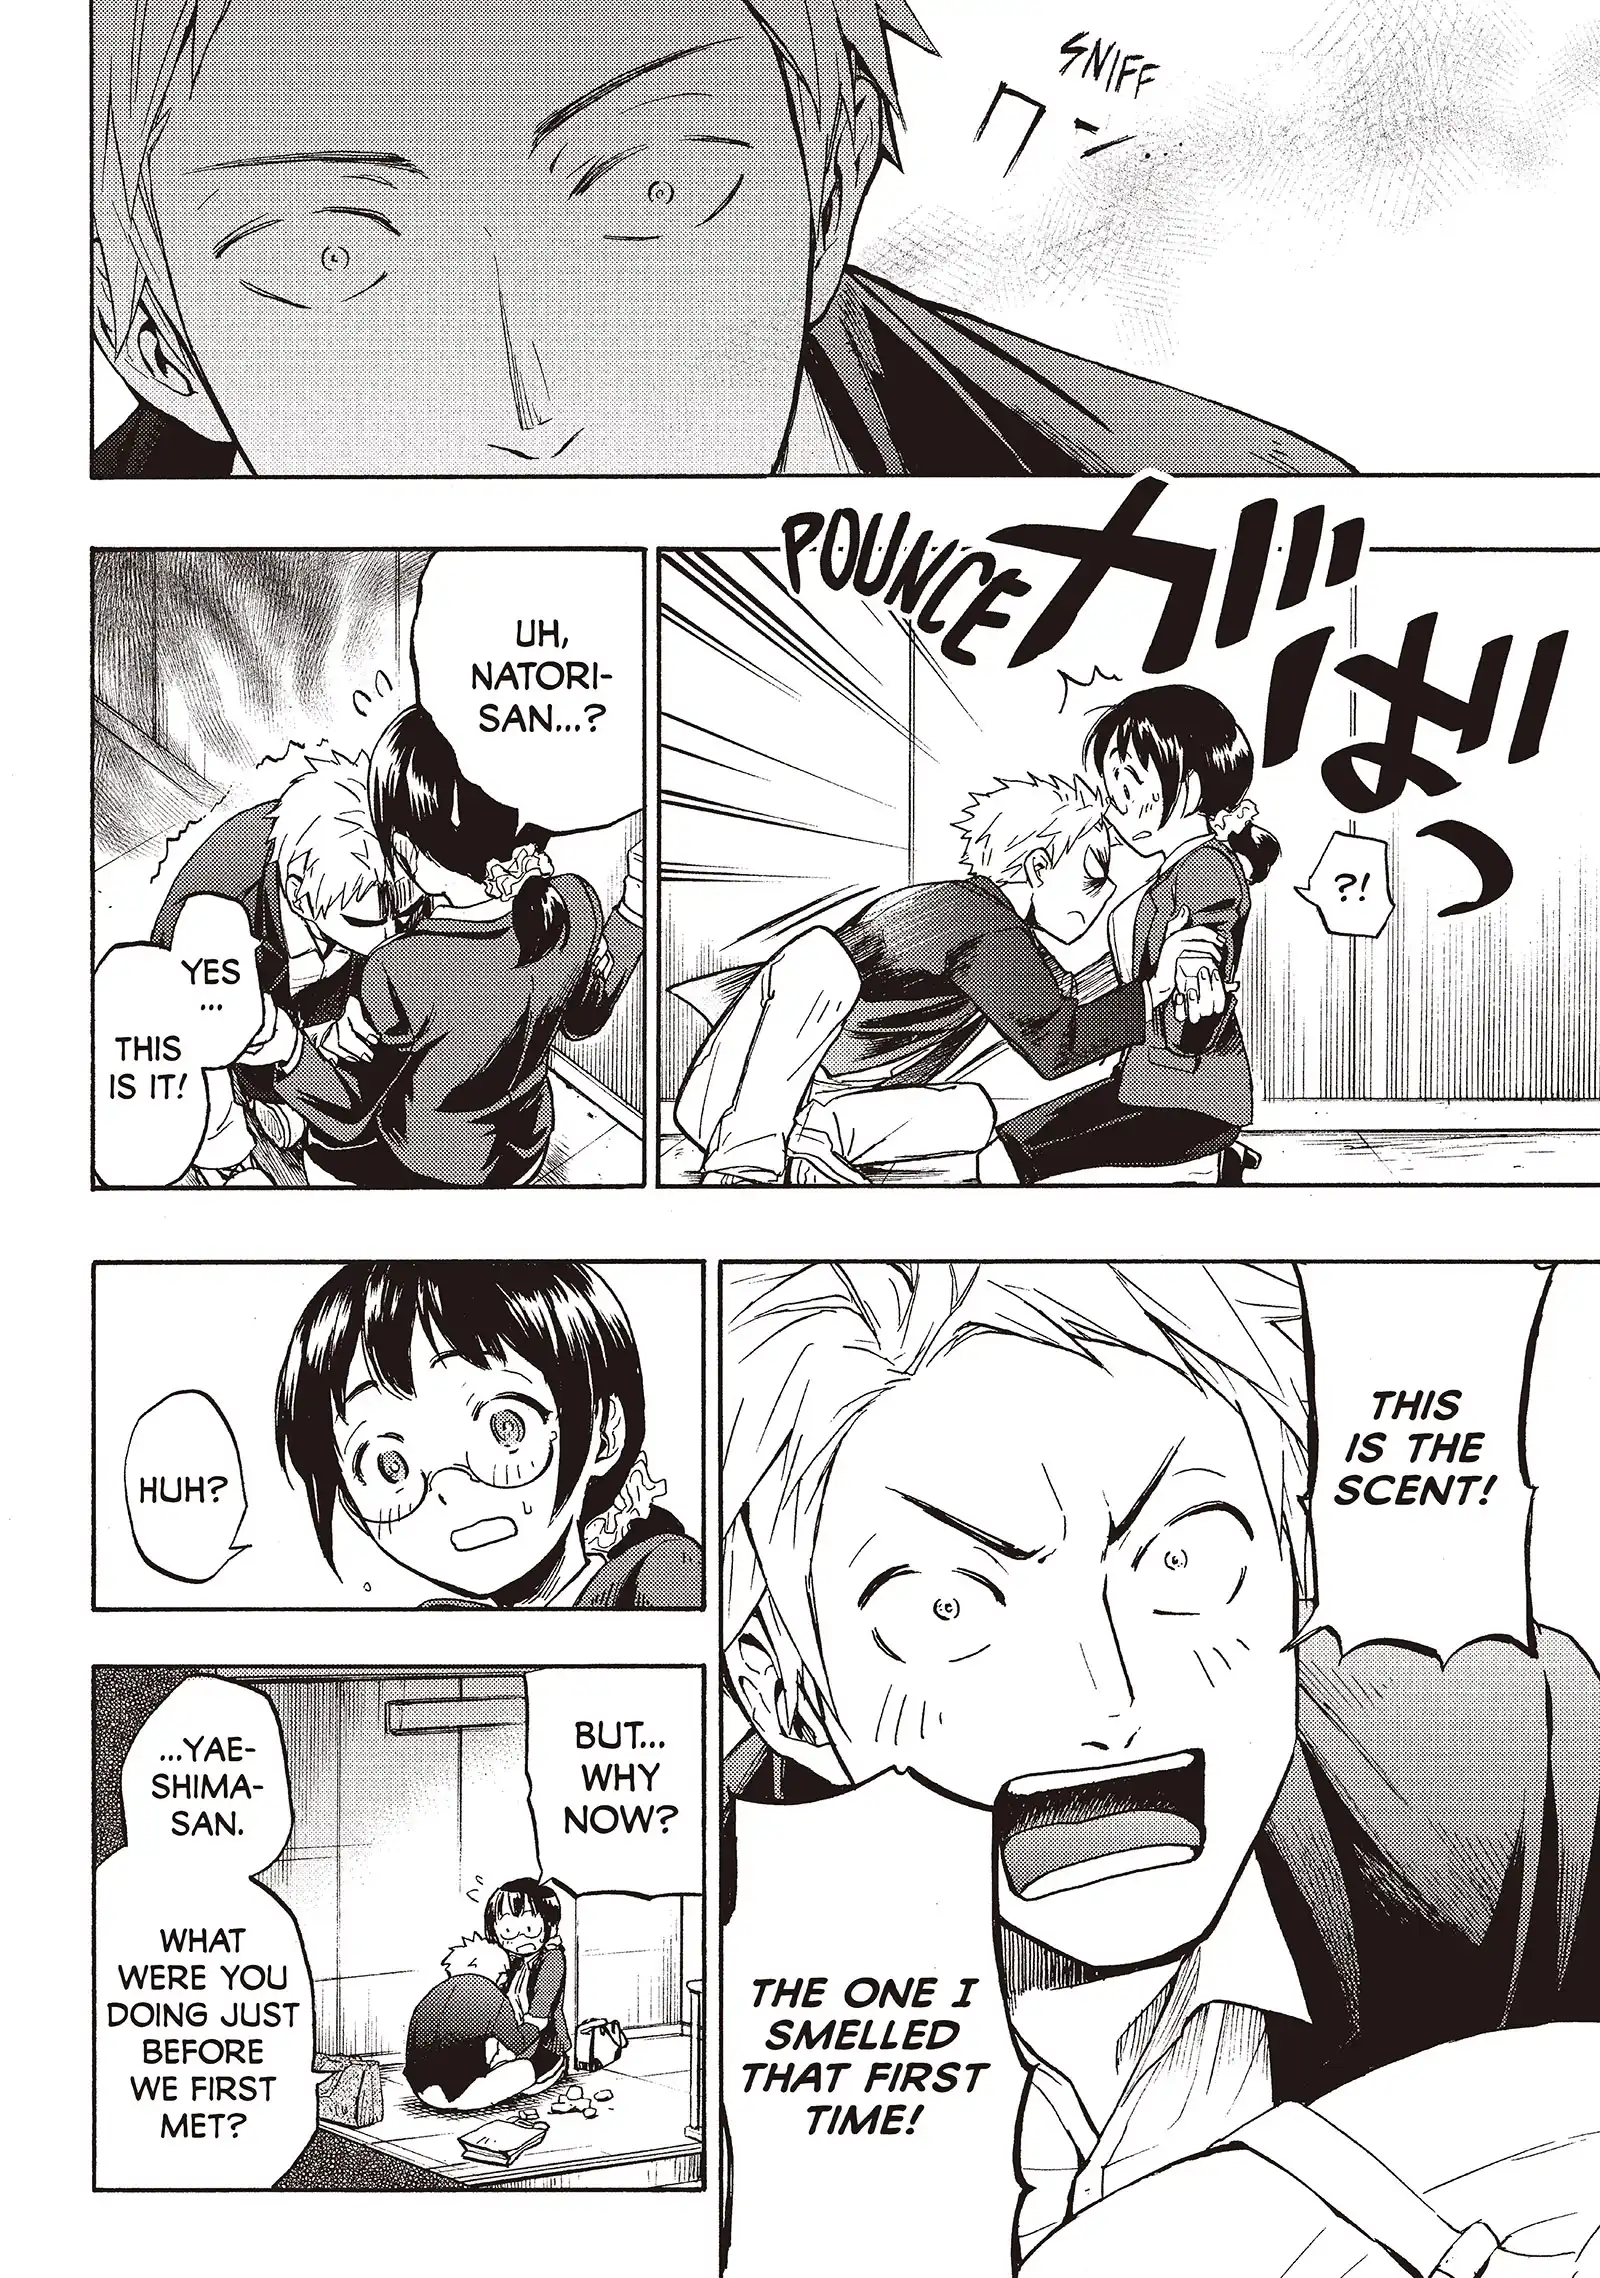 SNIFF
クン…
POUNCE
ガばっ
?!
UH,
NATORI-
SAN...?
YES
...
THIS
IS IT!
THIS
IS THE
SCENT!
THE ONE I
SMELLED
THAT FIRST
TIME!
HUH?
BUT...
WHY
NOW?
...YAE-
SHIMA-
SAN.
WHAT
WERE YOU
DOING JUST
BEFORE
WE FIRST
MET?